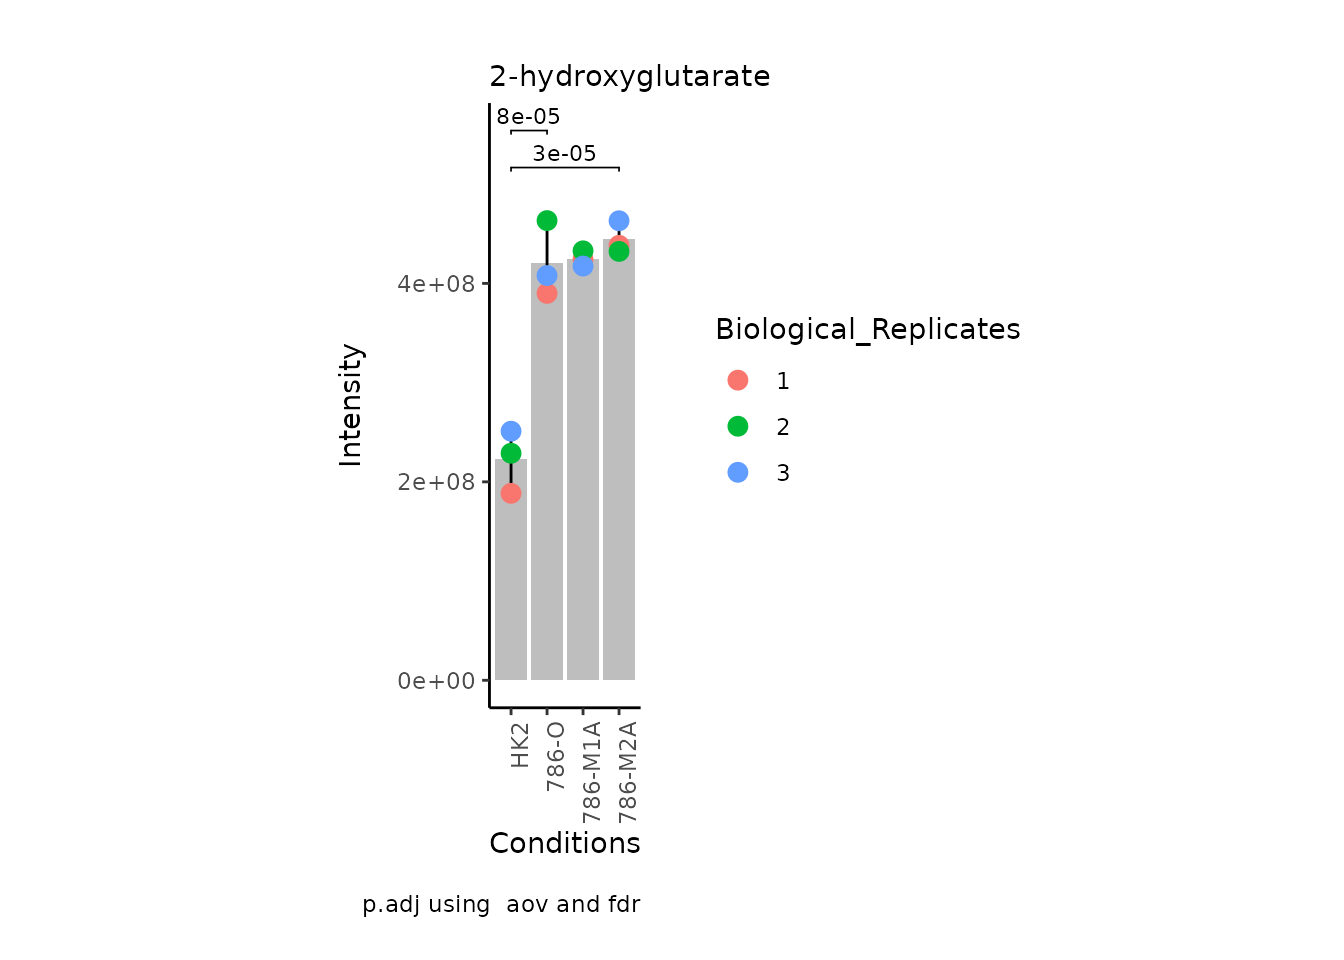 2-hydroxyglutarate
8e-05
3e-05
4e+08
2e+08
0e+00
Intensity
HK2
786-O
786-M1A
786-M2A
Conditions
p.adj using  aov and fdr
Biological_Replicates
1
2
3